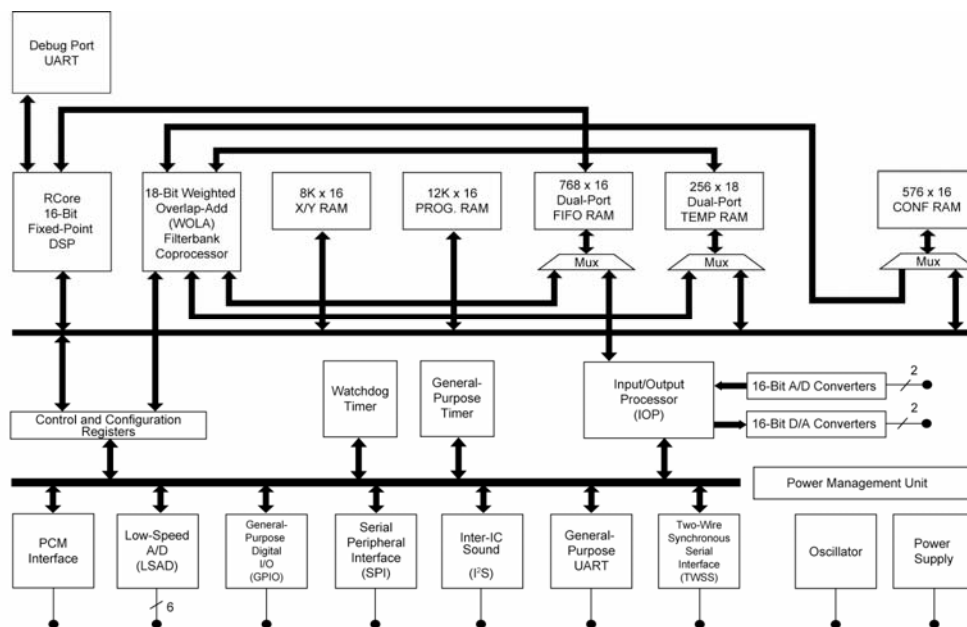 Debug Port
UART
RCore
16-Bit
Fixed-Point
DSP
18-Bit Weighted
Overlap-Add
(WOLA)
Filterbank
Coprocessor
8K x 16
X/Y RAM
12K x 16
PROG. RAM
768 x 16
Dual-Port
FIFO RAM
256 x 18
Dual-Port
TEMP RAM
576 x 16
CONF RAM
Mux
Mux
Mux
Control and Configuration
Registers
Watchdog
Timer
General-
Purpose
Timer
Input/Output
Processor
(IOP)
16-Bit A/D Converters
2
16-Bit D/A Converters
2
Power Management Unit
PCM
Interface
Low-Speed
A/D
(LSAD)
6
General-
Purpose
Digital
I/O
(GPIO)
Serial
Peripheral
Interface
(SPI)
Inter-IC
Sound
(I²S)
General-
Purpose
UART
Two-Wire
Synchronous
Serial
Interface
(TWSS)
Oscillator
Power
Supply